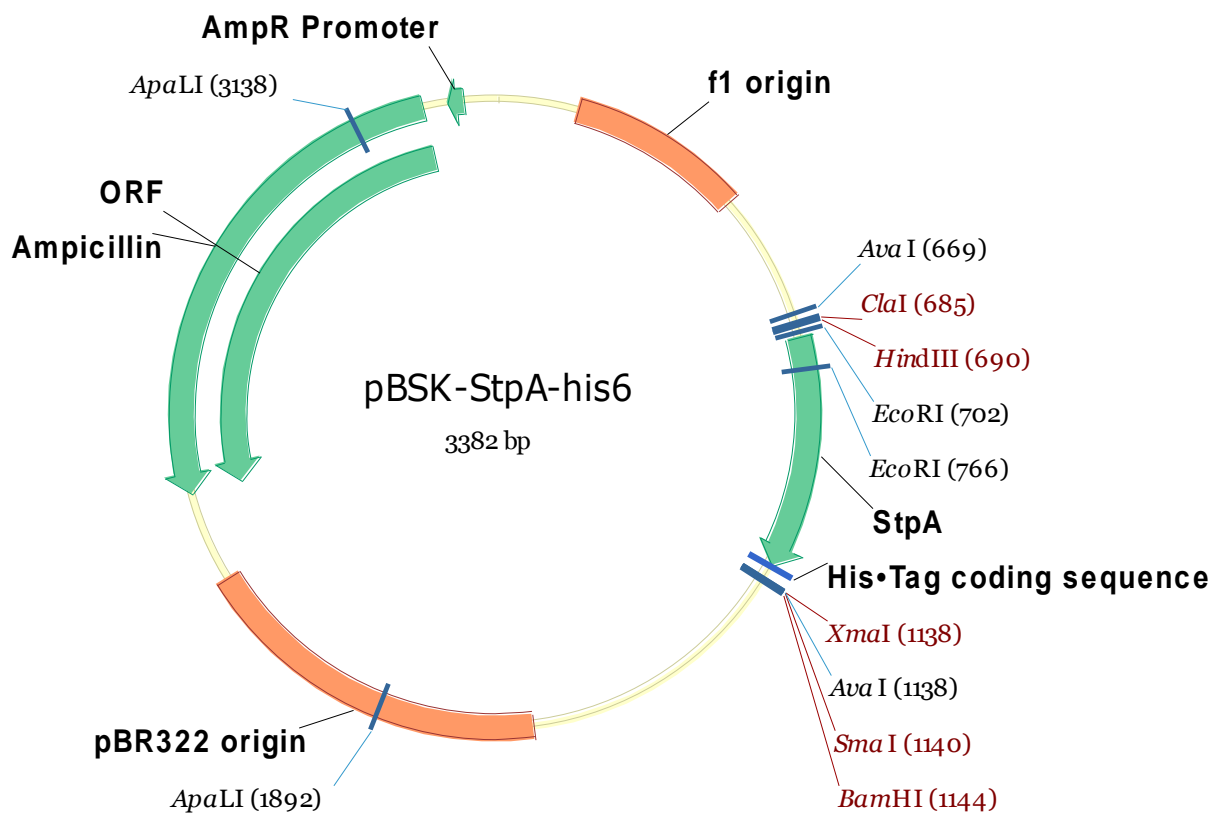 AmpR Promoter
ApaLI (3138)
f1 origin
ORF
Ampicillin
AvaI (669)
ClaI (685)
HindIII (690)
pBSK-StpA-his6
3382 bp
EcoRI (702)
EcoRI (766)
StpA
His•Tag coding sequence
XmaI (1138)
AvaI (1138)
pBR322 origin
SmaI (1140)
ApaLI (1892)
BamHI (1144)